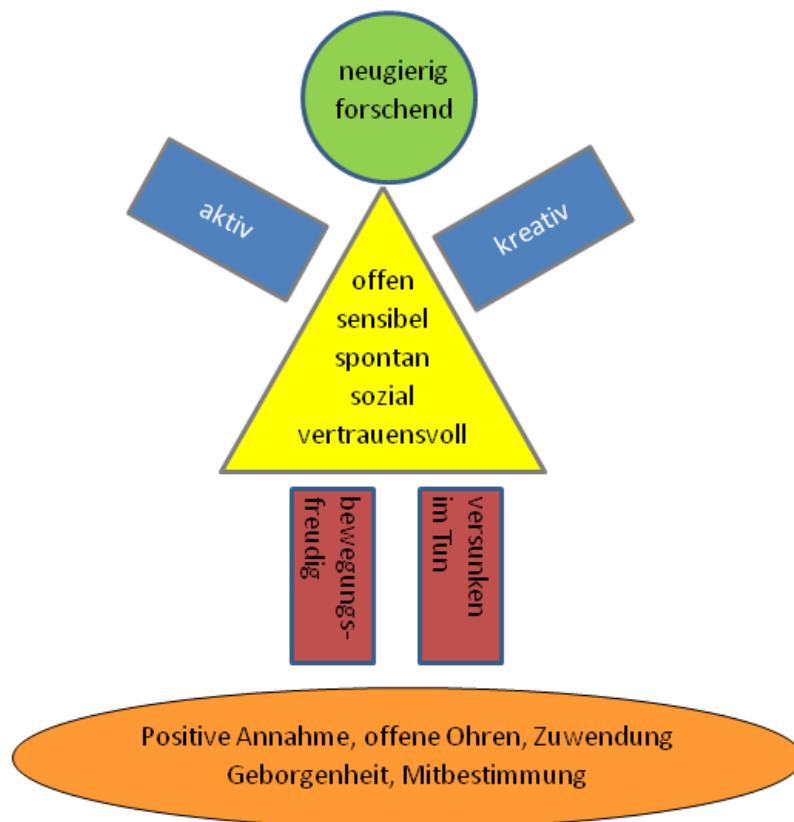 neugierig
forschend
aktiv
kreativ
offen
sensibel
spontan
sozial
vertrauensvoll
bewegungs-
freudig
versunken
im Tun
Positive Annahme, offene Ohren, Zuwendung
Geborgenheit, Mitbestimmung